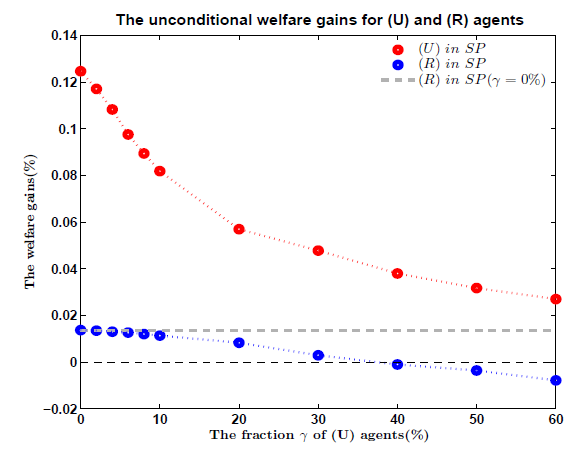 The unconditional welfare gains for (U) and (R) agents
(U) in SP
(R) in SP
(R) in SP(γ = 0%)
The welfare gains(%)
0.14
0.12
0.1
0.08
0.06
0.04
0.02
0
−0.02
0 10 20 30 40 50 60
The fraction γ of (U) agents(%)